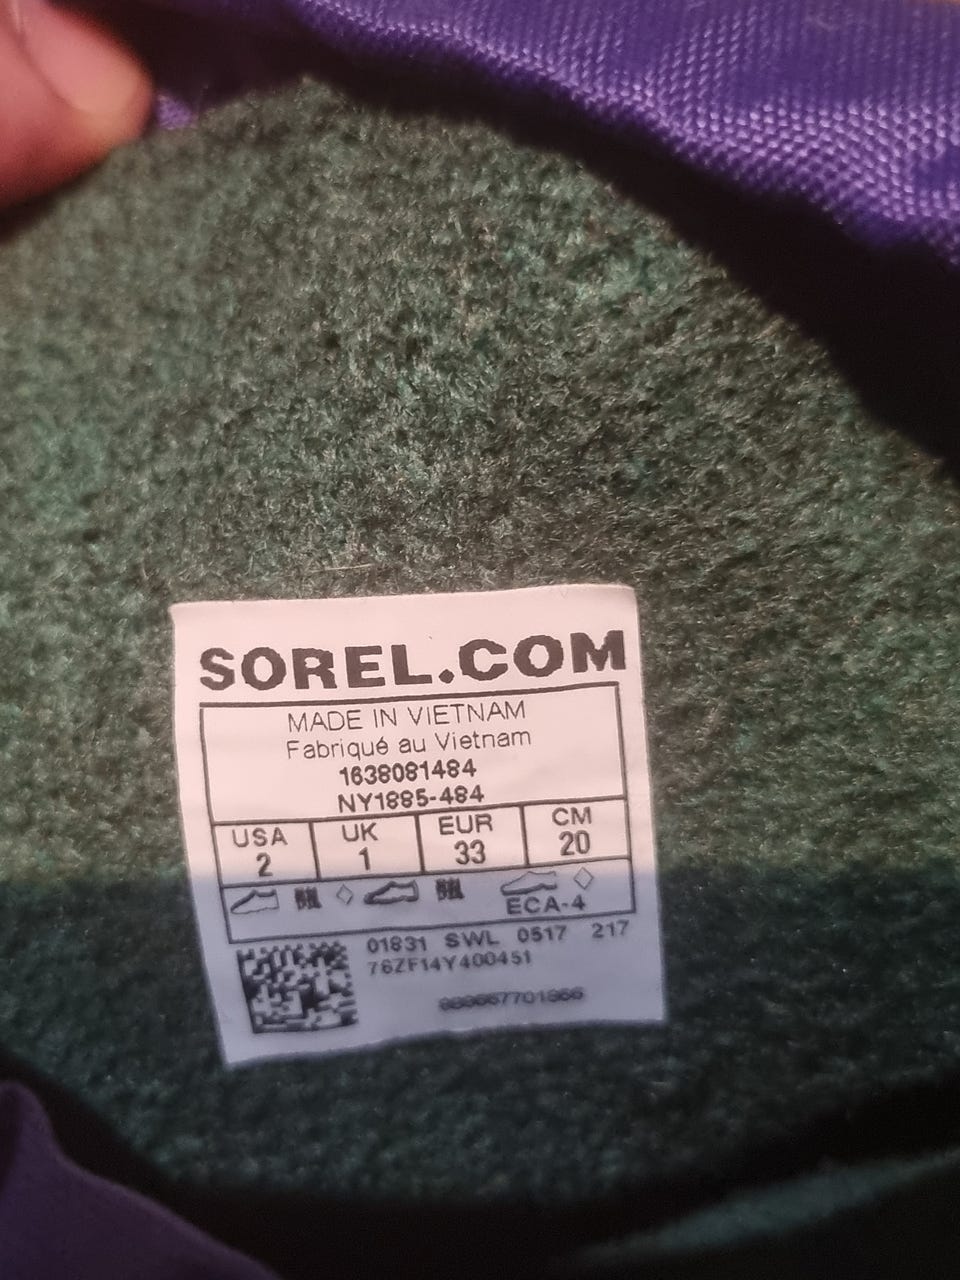 SOREL.COM
MADE IN VIETNAM
Fabriqué au Vietnam
1638081484
NY1885-484
USA UK EUR CM
2 1 33 20
ECA-4
01831 SWL 0517 217
76ZF14Y400451